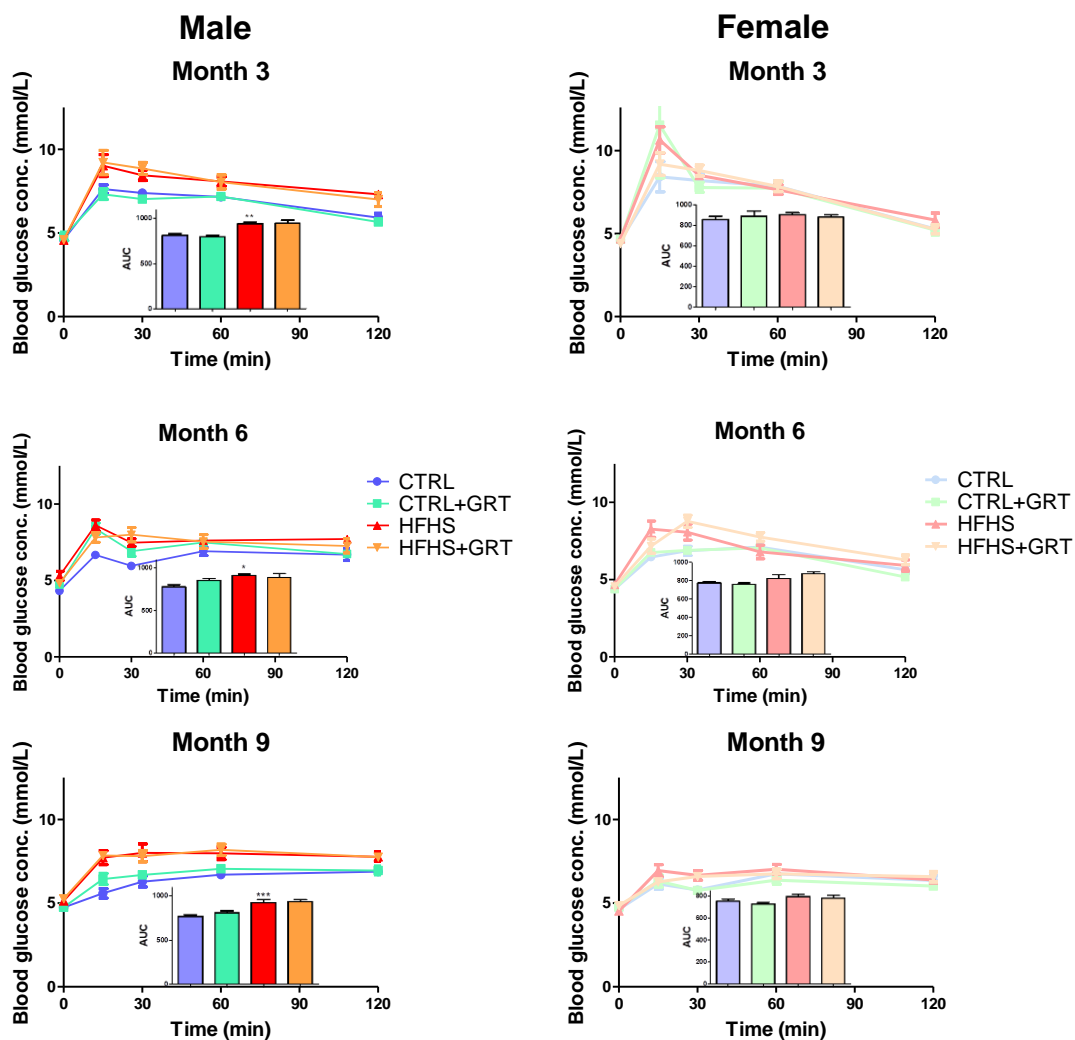 Male
Female
Month 3
Month 3
Blood glucose conc. (mmol/L)
10
5
0
0 30 60 90 120
Time (min)
AUC
1000
500
0
**
Blood glucose conc. (mmol/L)
10
5
0
0 30 60 90 120
Time (min)
AUC
1000
800
600
400
200
0
Month 6
Month 6
Blood glucose conc. (mmol/L)
10
5
0
0 30 60 90 120
Time (min)
AUC
1000
500
0
*
CTRL
CTRL+GRT
HFHS
HFHS+GRT
Blood glucose conc. (mmol/L)
10
5
0
0 30 60 90 120
Time (min)
AUC
1000
800
600
400
200
0
CTRL
CTRL+GRT
HFHS
HFHS+GRT
Month 9
Month 9
Blood glucose conc. (mmol/L)
10
5
0
0 30 60 90 120
Time (min)
AUC
1000
500
0
***
Blood glucose conc. (mmol/L)
10
5
0
0 30 60 90 120
Time (min)
AUC
800
600
400
200
0